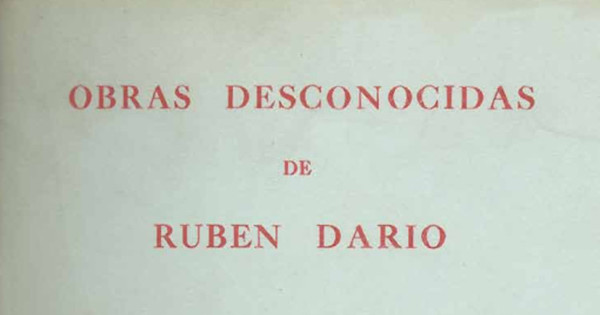 OBRAS DESCONOCIDAS
DE
RUBEN DARIO